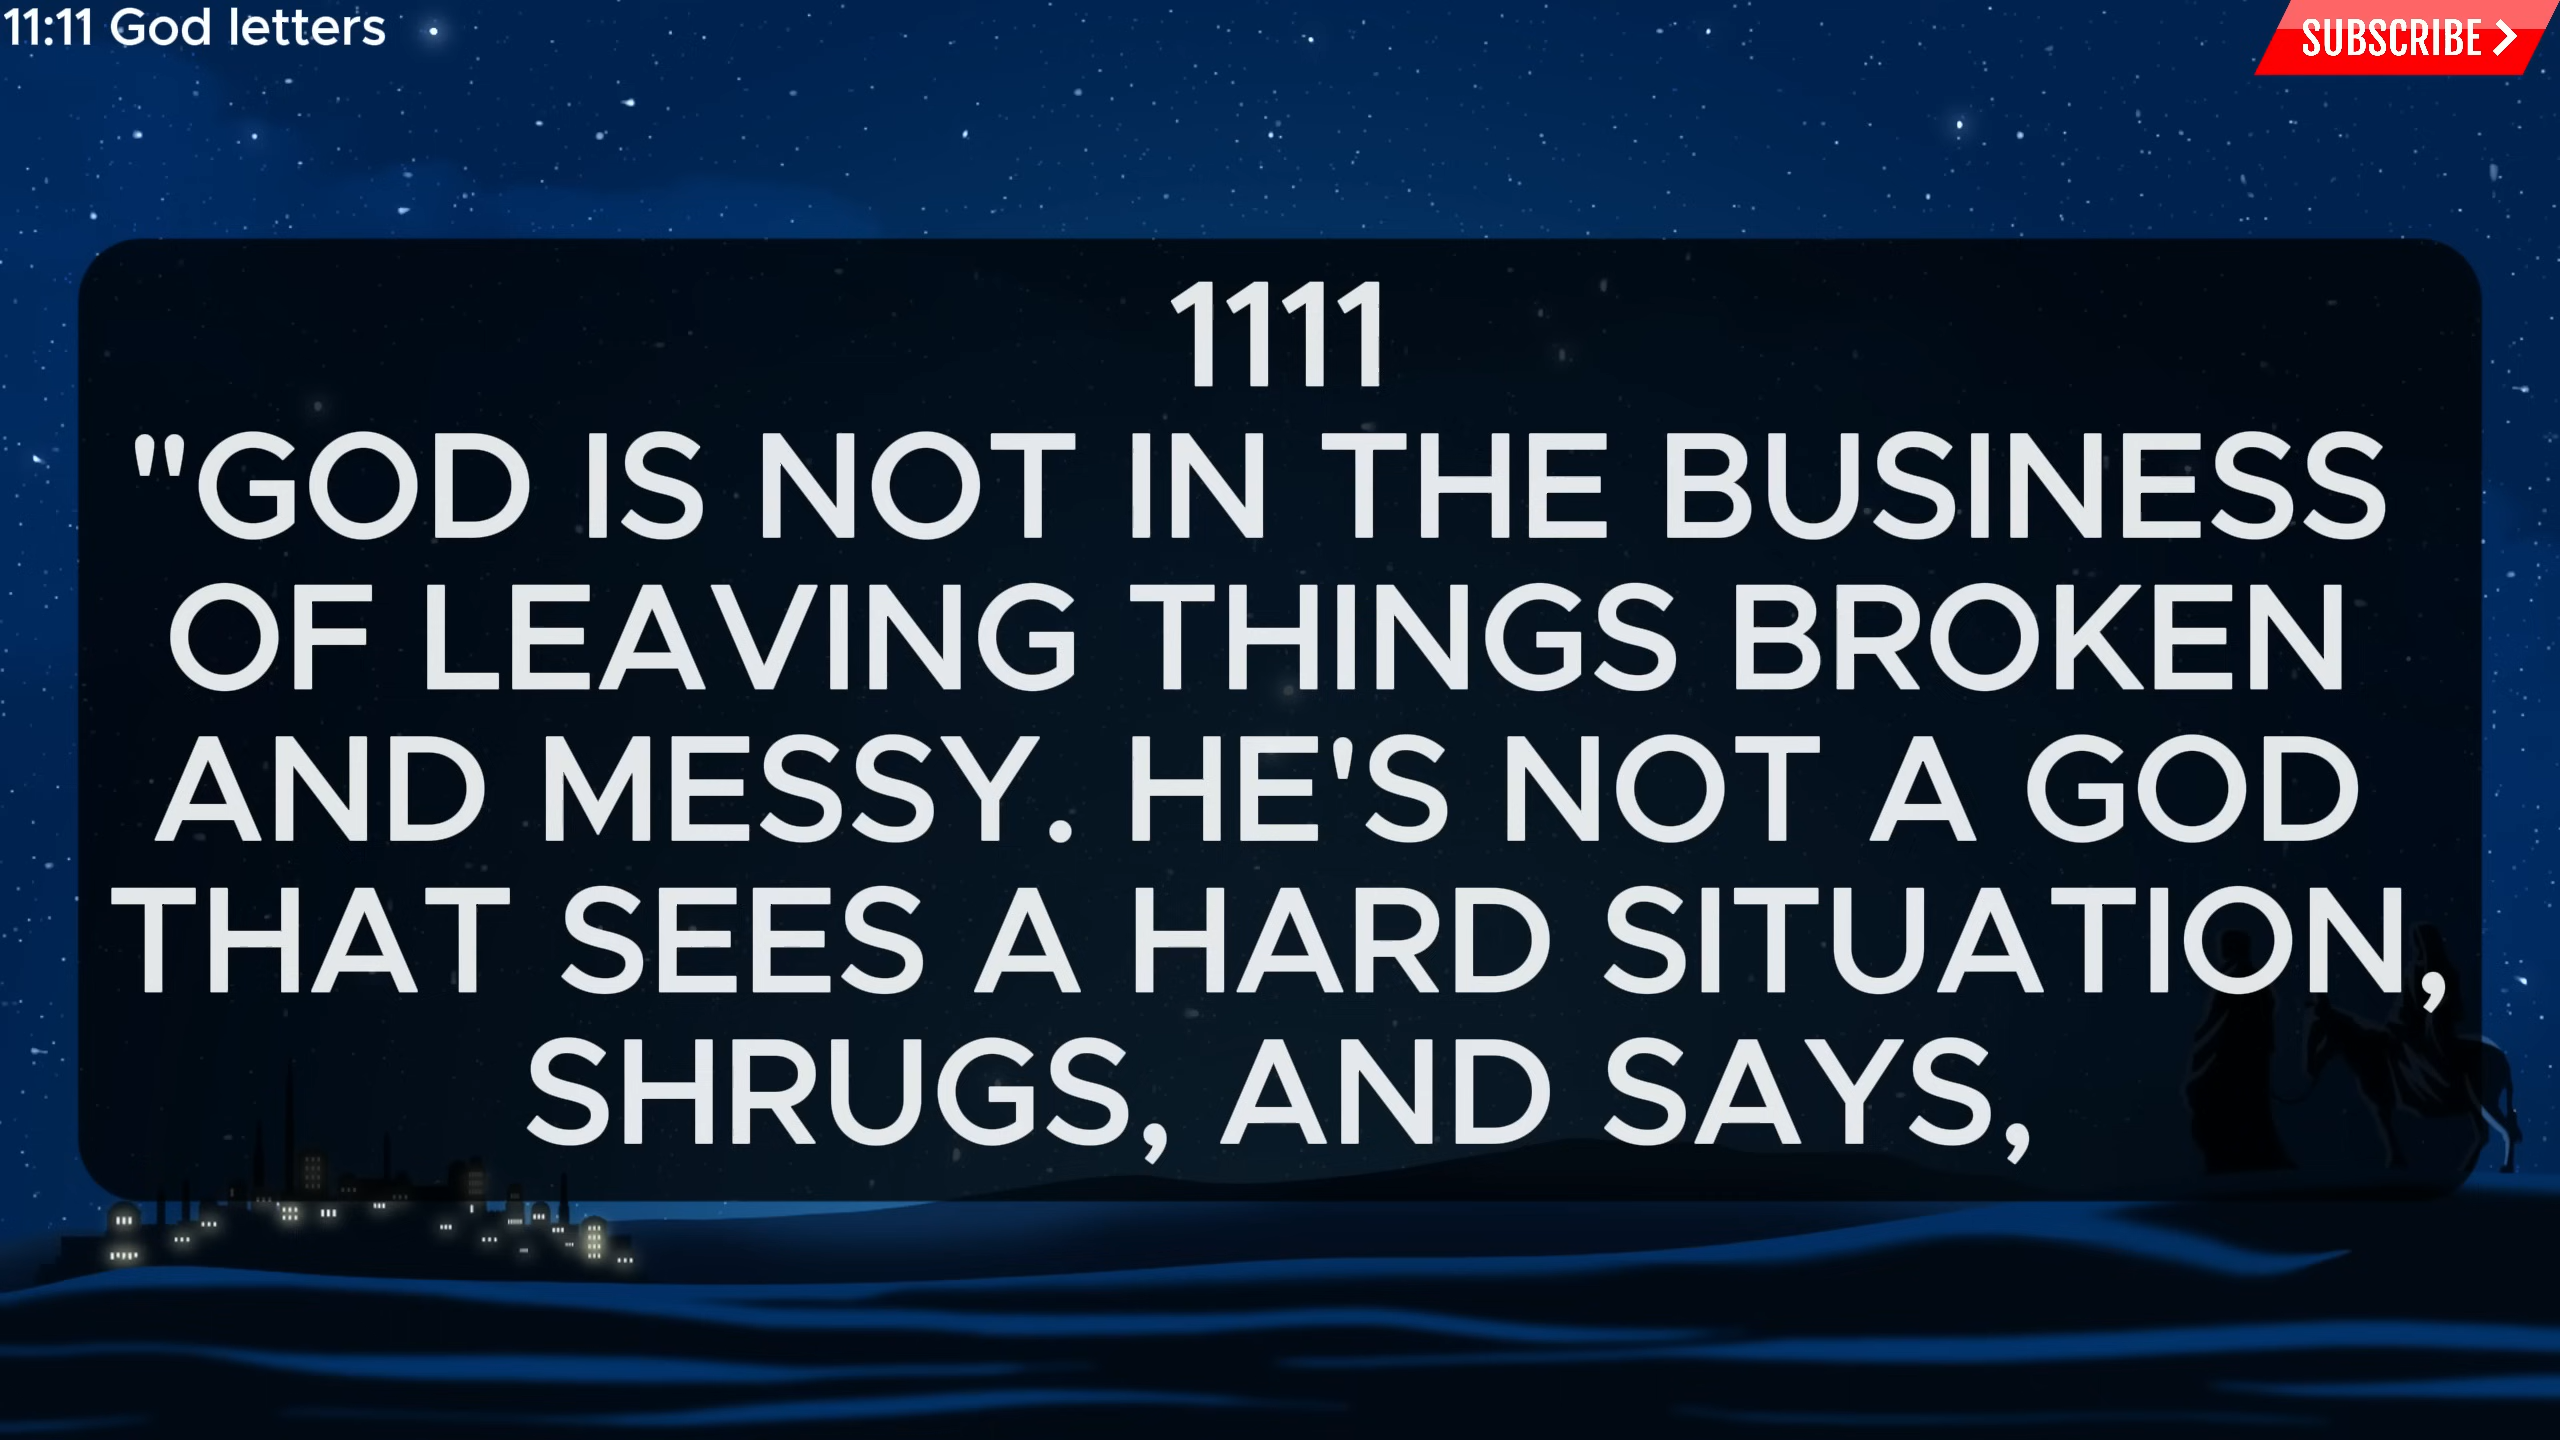 11:11 God letters
SUBSCRIBE
1111
"GOD IS NOT IN THE BUSINESS
OF LEAVING THINGS BROKEN
AND MESSY. HE'S NOT A GOD
THAT SEES A HARD SITUATION,
SHRUGS, AND SAYS,